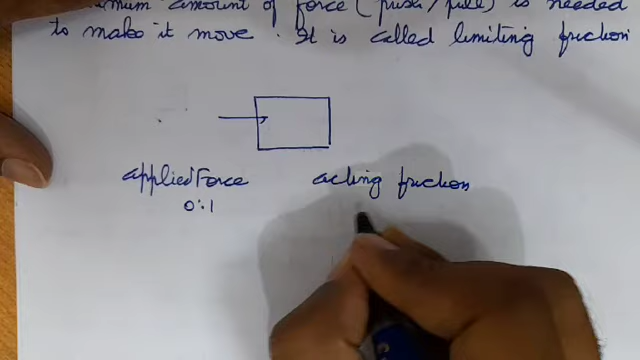 amount of force (push/pull) is needed
to make it move. It is called limiting friction
applied Force acting friction
0.1